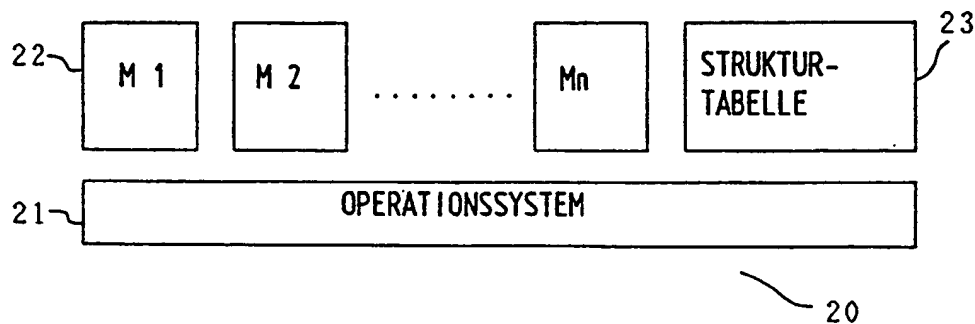 23
22 M 1 M 2 ........ Mn STRUKTUR-
TABELLE
21 OPERATIONSSYSTEM
20